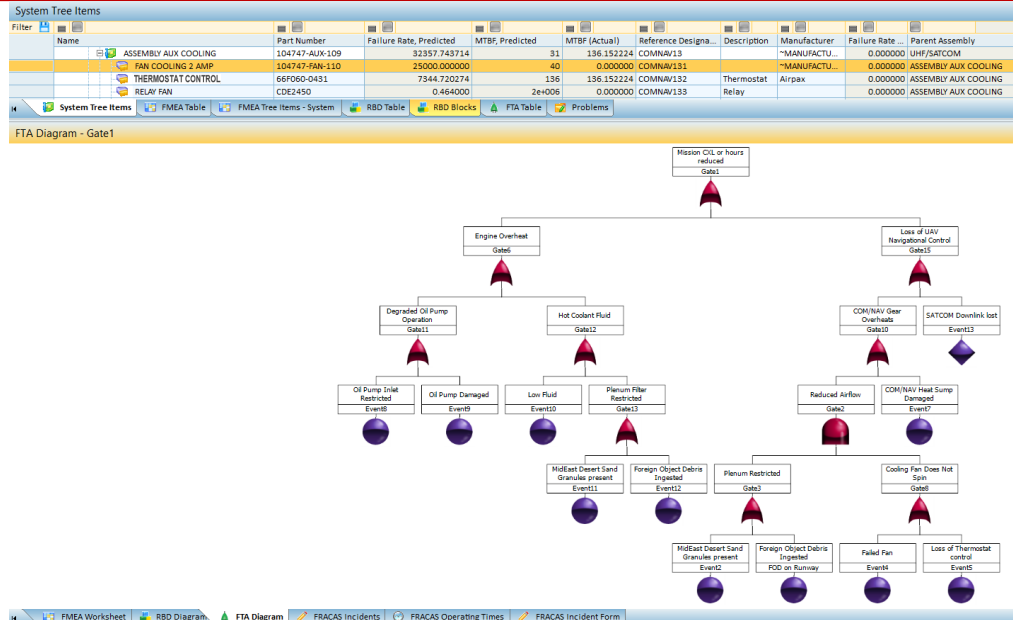 System Tree Items
Filter
Name Part Number Failure Rate, Predicted MTBF, Predicted MTBF (Actual) Reference Designa... Description Manufacturer Failure Rate ... Parent Assembly
ASSEMBLY AUX COOLING 104747-AUX-109 32357.743714 31 136.152224 COMNAV13 ~MANUFACTU... 0.000000 UHF/SATCOM
FAN COOLING 2 AMP 104747-FAN-110 25000.000000 40 0.000000 COMNAV131 ~MANUFACTU... 0.000000 ASSEMBLY AUX COOLING
THERMOSTAT CONTROL 66F060-0431 7344.720274 136 136.152224 COMNAV132 Thermostat Airpax 0.000000 ASSEMBLY AUX COOLING
RELAY FAN CDE2450 0.464000 2e+006 0.000000 COMNAV133 Relay 0.000000 ASSEMBLY AUX COOLING
System Tree Items FMEA Table FMEA Tree Items - System RBD Table RBD Blocks FTA Table Problems
FTA Diagram - Gate1
Mission CXL or hours
reduced
Gate1
Engine Overheat
Gate6
Loss of UAV
Navigational Control
Gate15
Degraded Oil Pump
Operation
Gate11
Hot Coolant Fluid
Gate12
COM/NAV Gear
Overheats
Gate10
SATCOM Downlink lost
Event13
Oil Pump Inlet
Restricted
Event8
Oil Pump Damaged
Event9
Low Fluid
Event10
Plenum Filter
Restricted
Gate13
Reduced Airflow
Gate2
COM/NAV Heat Sump
Damaged
Event7
MidEast Desert Sand
Granules present
Event11
Foreign Object Debris
Ingested
Event12
Plenum Restricted
Gate3
Cooling Fan Does Not
Spin
Gate8
MidEast Desert Sand
Granules present
Event2
Foreign Object Debris
Ingested
FOD on Runway
Failed Fan
Event4
Loss of Thermostat
control
Event5
FMEA Worksheet RBD Diagram FTA Diagram FRACAS Incidents FRACAS Operating Times FRACAS Incident Form